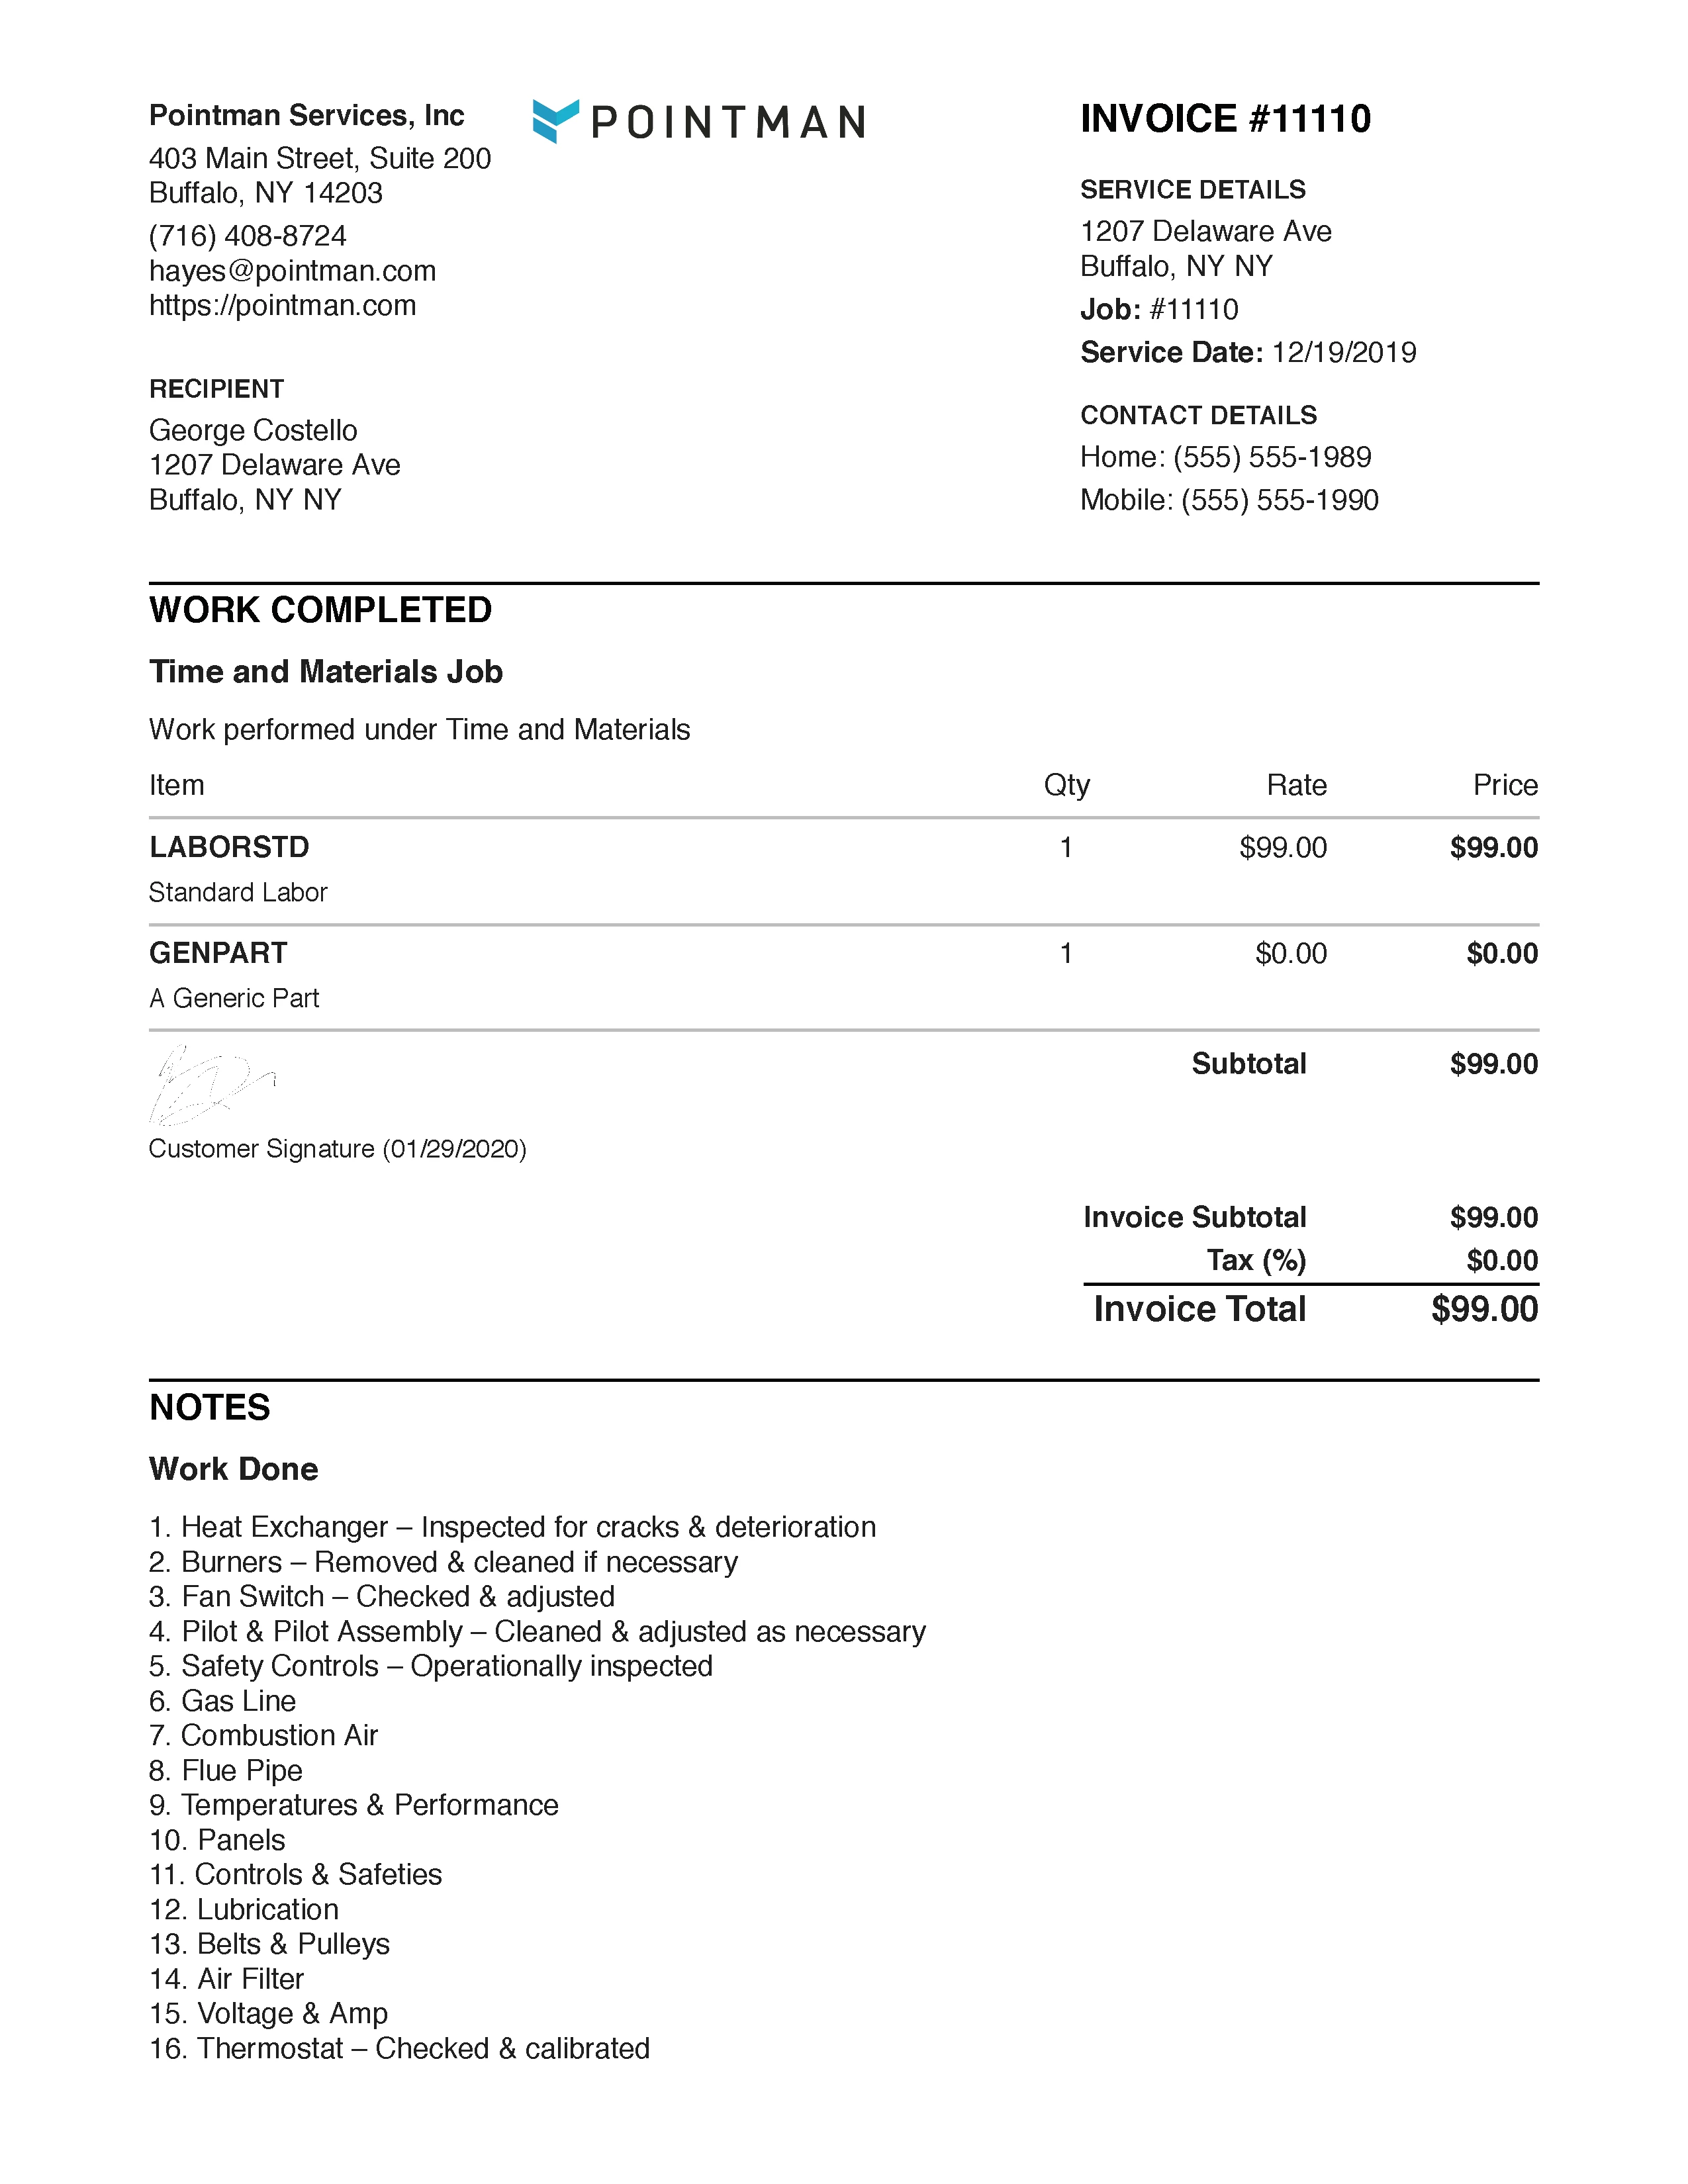 Pointman Services, Inc
403 Main Street, Suite 200
Buffalo, NY 14203
(716) 408-8724
hayes@pointman.com
https://pointman.com
POINTMAN
INVOICE #11110
SERVICE DETAILS
1207 Delaware Ave
Buffalo, NY NY
Job: #11110
Service Date: 12/19/2019
RECIPIENT
George Costello
1207 Delaware Ave
Buffalo, NY NY
CONTACT DETAILS
Home: (555) 555-1989
Mobile: (555) 555-1990
WORK COMPLETED
Time and Materials Job
Work performed under Time and Materials
Item Qty Rate Price
LABORSTD 1 $99.00 $99.00
Standard Labor
GENPART 1 $0.00 $0.00
A Generic Part
Subtotal $99.00
Customer Signature (01/29/2020)
Invoice Subtotal $99.00
Tax (%) $0.00
Invoice Total $99.00
NOTES
Work Done
1. Heat Exchanger – Inspected for cracks & deterioration
2. Burners – Removed & cleaned if necessary
3. Fan Switch – Checked & adjusted
4. Pilot & Pilot Assembly – Cleaned & adjusted as necessary
5. Safety Controls – Operationally inspected
6. Gas Line
7. Combustion Air
8. Flue Pipe
9. Temperatures & Performance
10. Panels
11. Controls & Safeties
12. Lubrication
13. Belts & Pulleys
14. Air Filter
15. Voltage & Amp
16. Thermostat – Checked & calibrated